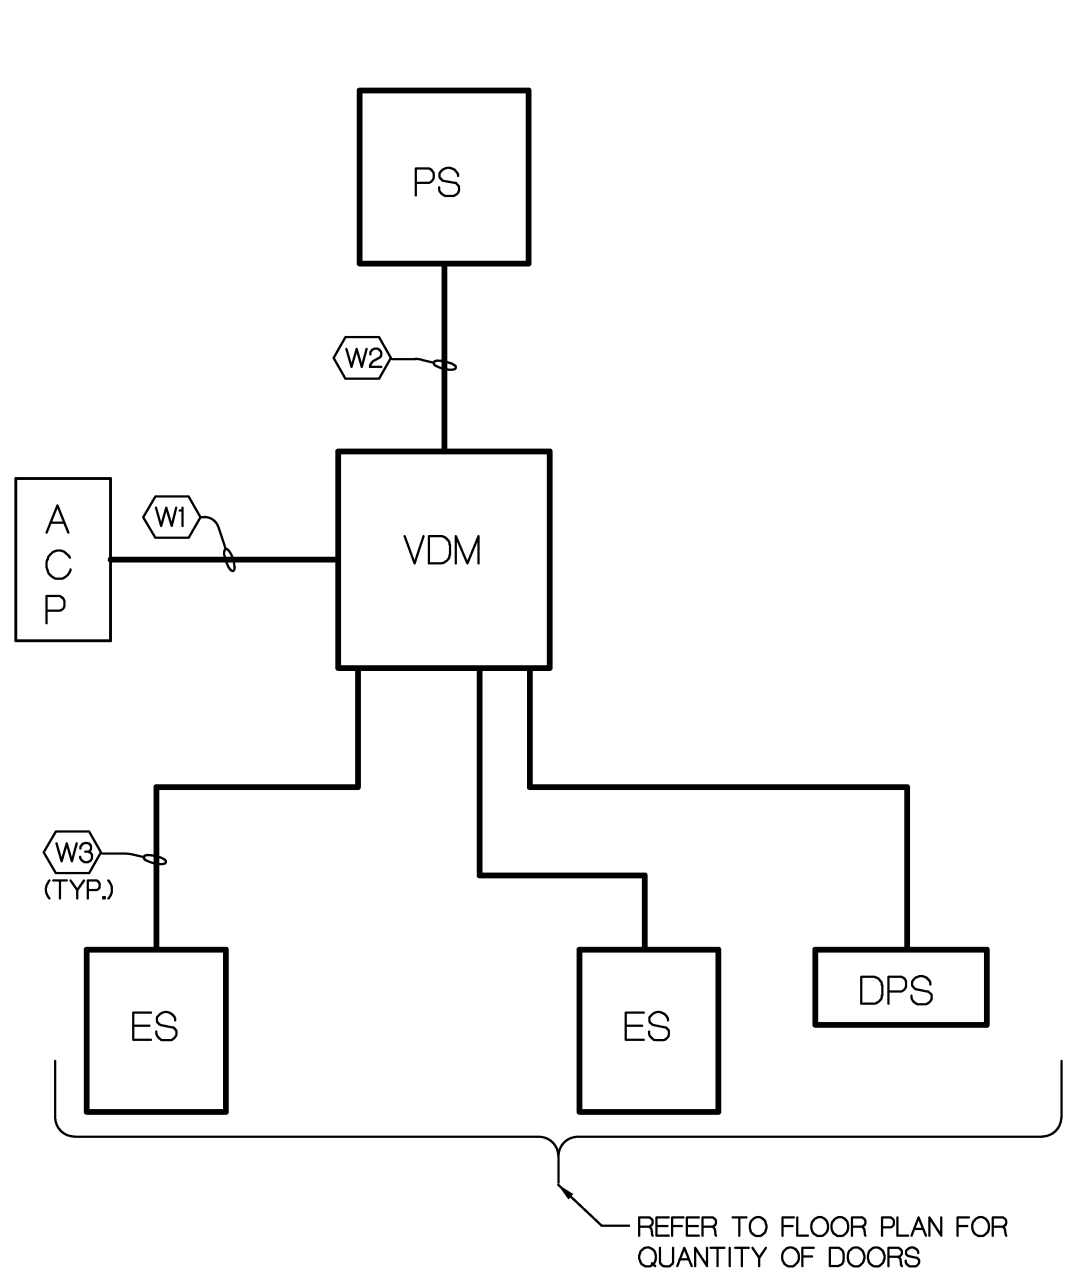 PS
W2
A
C
P
W1
VDM
W3
(TYP.)
ES
ES
DPS
REFER TO FLOOR PLAN FOR
QUANTITY OF DOORS